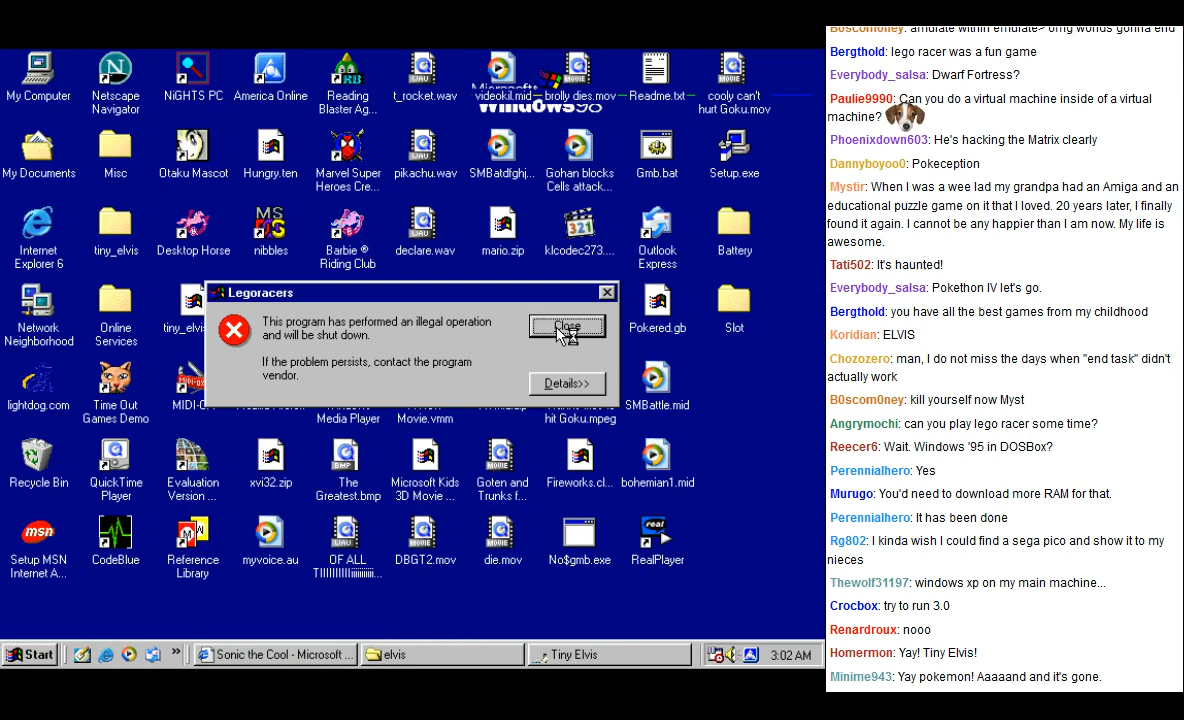 My Computer
Netscape
Navigator
NiGHTS PC
America Online
Reading
Blaster Ag...
t_rocket.wav
videokil.mid
brolly dies.mov
Readme.txt
cooly can't
hurt Goku.mov
Microsoft
Windows98
My Documents
Misc
Otaku Mascot
Hungry.ten
Marvel Super
Heroes Cre...
pikachu.wav
SMBatdfghj...
Gohan blocks
Cells attack...
Gmb.bat
Setup.exe
Internet
Explorer 6
tiny_elvis
Desktop Horse
nibbles
Barbie ®
Riding Club
declare.wav
mario.zip
klcodec273....
Outlook
Express
Battery
Network
Neighborhood
Online
Services
tiny_elvi
Pokered.gb
Slot
Legoracers
This program has performed an illegal operation
and will be shut down.
If the problem persists, contact the program
vendor.
Close
Details>>
lightdog.com
Time Out
Games Demo
MIDI-O
Media Player
Movie.vmm
hit Goku.mpeg
SMBattle.mid
Recycle Bin
QuickTime
Player
Evaluation
Version ...
xvi32.zip
The
Greatest.bmp
Microsoft Kids
3D Movie ...
Goten and
Trunks f...
Fireworks.cl...
bohemian1.mid
Setup MSN
Internet A...
CodeBlue
Reference
Library
myvoice.au
OF ALL
TIIIIIIIIIIiiiiiiiii...
DBGT2.mov
die.mov
No$gmb.exe
RealPlayer
Start
Sonic the Cool - Microsoft ...
elvis
Tiny Elvis
3:02 AM
Boscomoney: amulate within emulate> omg worlds gonna end
Bergthold: lego racer was a fun game
Everybody_salsa: Dwarf Fortress?
Paulie9990: Can you do a virtual machine inside of a virtual
machine?
Phoenixdown603: He's hacking the Matrix clearly
Dannyboyoo0: Pokeception
Mystir: When I was a wee lad my grandpa had an Amiga and an
educational puzzle game on it that I loved. 20 years later, I finally
found it again. I cannot be any happier than I am now. My life is
awesome.
Tati502: It's haunted!
Everybody_salsa: Pokethon IV let's go.
Bergthold: you have all the best games from my childhood
Koridian: ELVIS
Chozozero: man, I do not miss the days when "end task" didn't
actually work
B0scom0ney: kill yourself now Myst
Angrymochi: can you play lego racer some time?
Reecer6: Wait. Windows '95 in DOSBox?
Perennialhero: Yes
Murugo: You'd need to download more RAM for that.
Perennialhero: It has been done
Rg802: I kinda wish I could find a sega pico and show it to my
nieces
Thewolf31197: windows xp on my main machine...
Crocbox: try to run 3.0
Renardroux: nooo
Homermon: Yay! Tiny Elvis!
Minime943: Yay pokemon! Aaaaand and it's gone.